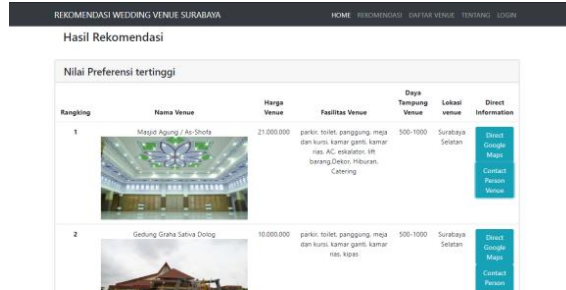 REKOMENDASI WEDDING VENUE SURABAYA HOME REKOMENDASI DAFTAR VENUE TENTANG LOGIN
Hasil Rekomendasi
Nilai Preferensi tertinggi
Rangking Nama Venue Harga Venue Fasilitas Venue Daya Tampung Venue Lokasi venue Direct Information
1 Masjid Agung / As-Shofa 21.000.000
parkir, toilet, panggung, meja
dan kursi, kamar ganti, kamar
rias, AC, eskalator, lift
barang,Dekor, Hiburan,
Catering
500-1000
Surabaya
Selatan
Direct
Google
Maps
Contact
Person
Venue
2 Gedung Graha Sativa Dolog 10.000.000
parkir, toilet, panggung, meja
dan kursi, kamar ganti, kamar
rias, kipas
500-1000
Surabaya
Selatan
Direct
Google
Maps
Contact
Person